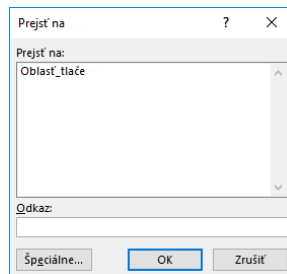 Prejsť na
Prejsť na:
Oblasť_tlače
Odkaz:
Špeciálne...
OK
Zrušiť